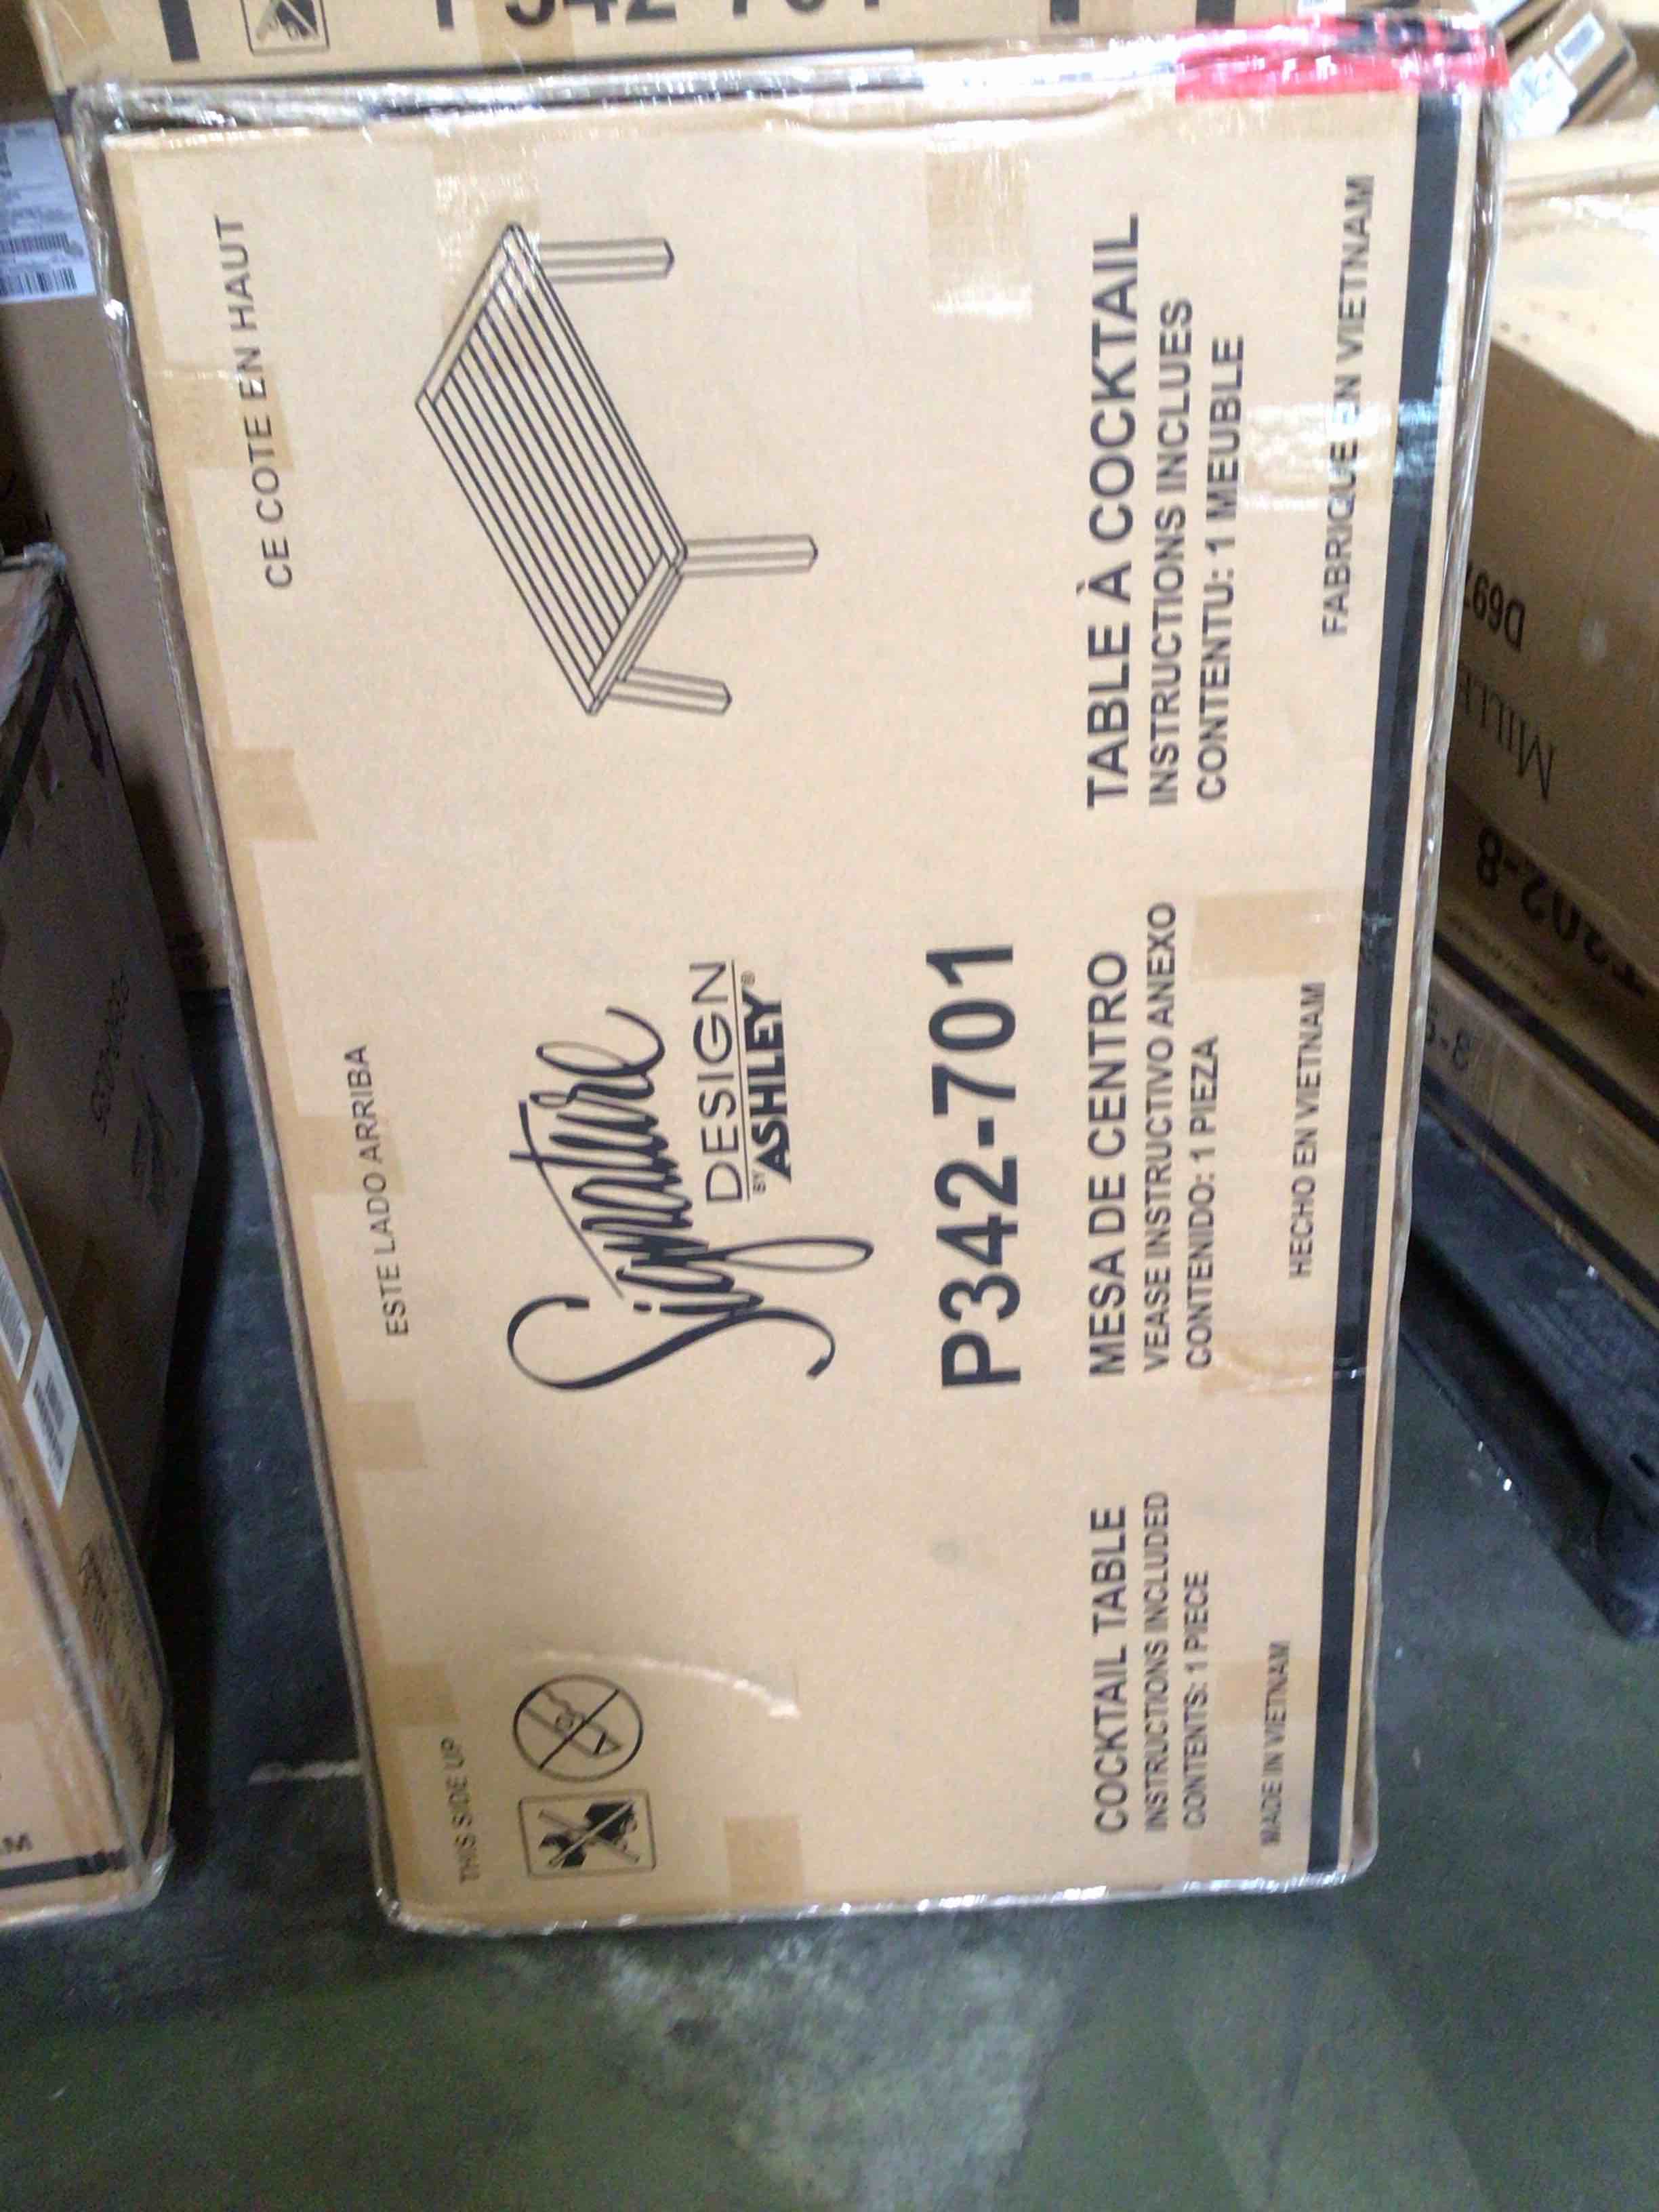 THIS SIDE UP
ESTE LADO ARRIBA
CE COTE EN HAUT
Signature
DESIGN
BY ASHLEY®
P342-701
COCKTAIL TABLE
INSTRUCTIONS INCLUDED
CONTENTS: 1 PIECE
MADE IN VIETNAM
MESA DE CENTRO
VEASE INSTRUCTIVO ANEXO
CONTENIDO: 1 PIEZA
HECHO EN VIETNAM
TABLE À COCKTAIL
INSTRUCTIONS INCLUES
CONTENTU: 1 MEUBLE
FABRIQUE EN VIETNAM